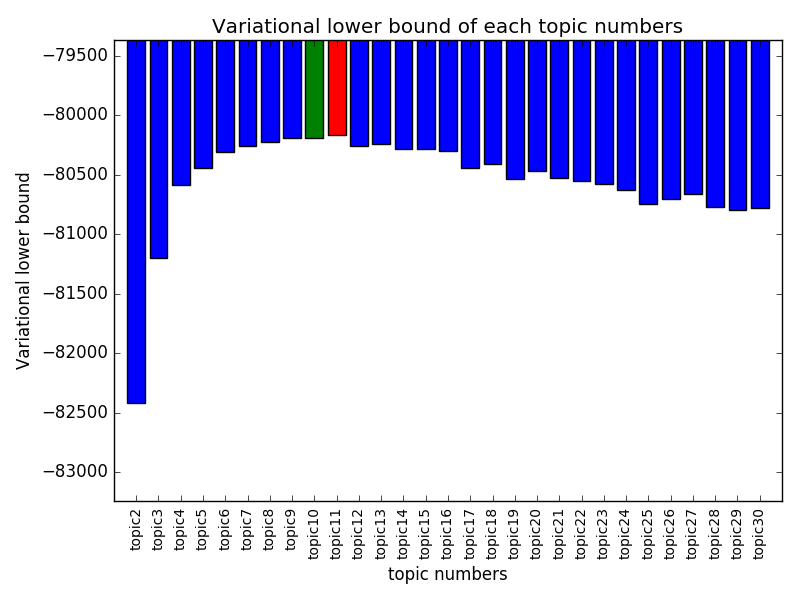 Variational lower bound of each topic numbers
Variational lower bound
−79500
−80000
−80500
−81000
−81500
−82000
−82500
−83000
topic2
topic3
topic4
topic5
topic6
topic7
topic8
topic9
topic10
topic11
topic12
topic13
topic14
topic15
topic16
topic17
topic18
topic19
topic20
topic21
topic22
topic23
topic24
topic25
topic26
topic27
topic28
topic29
topic30
topic numbers